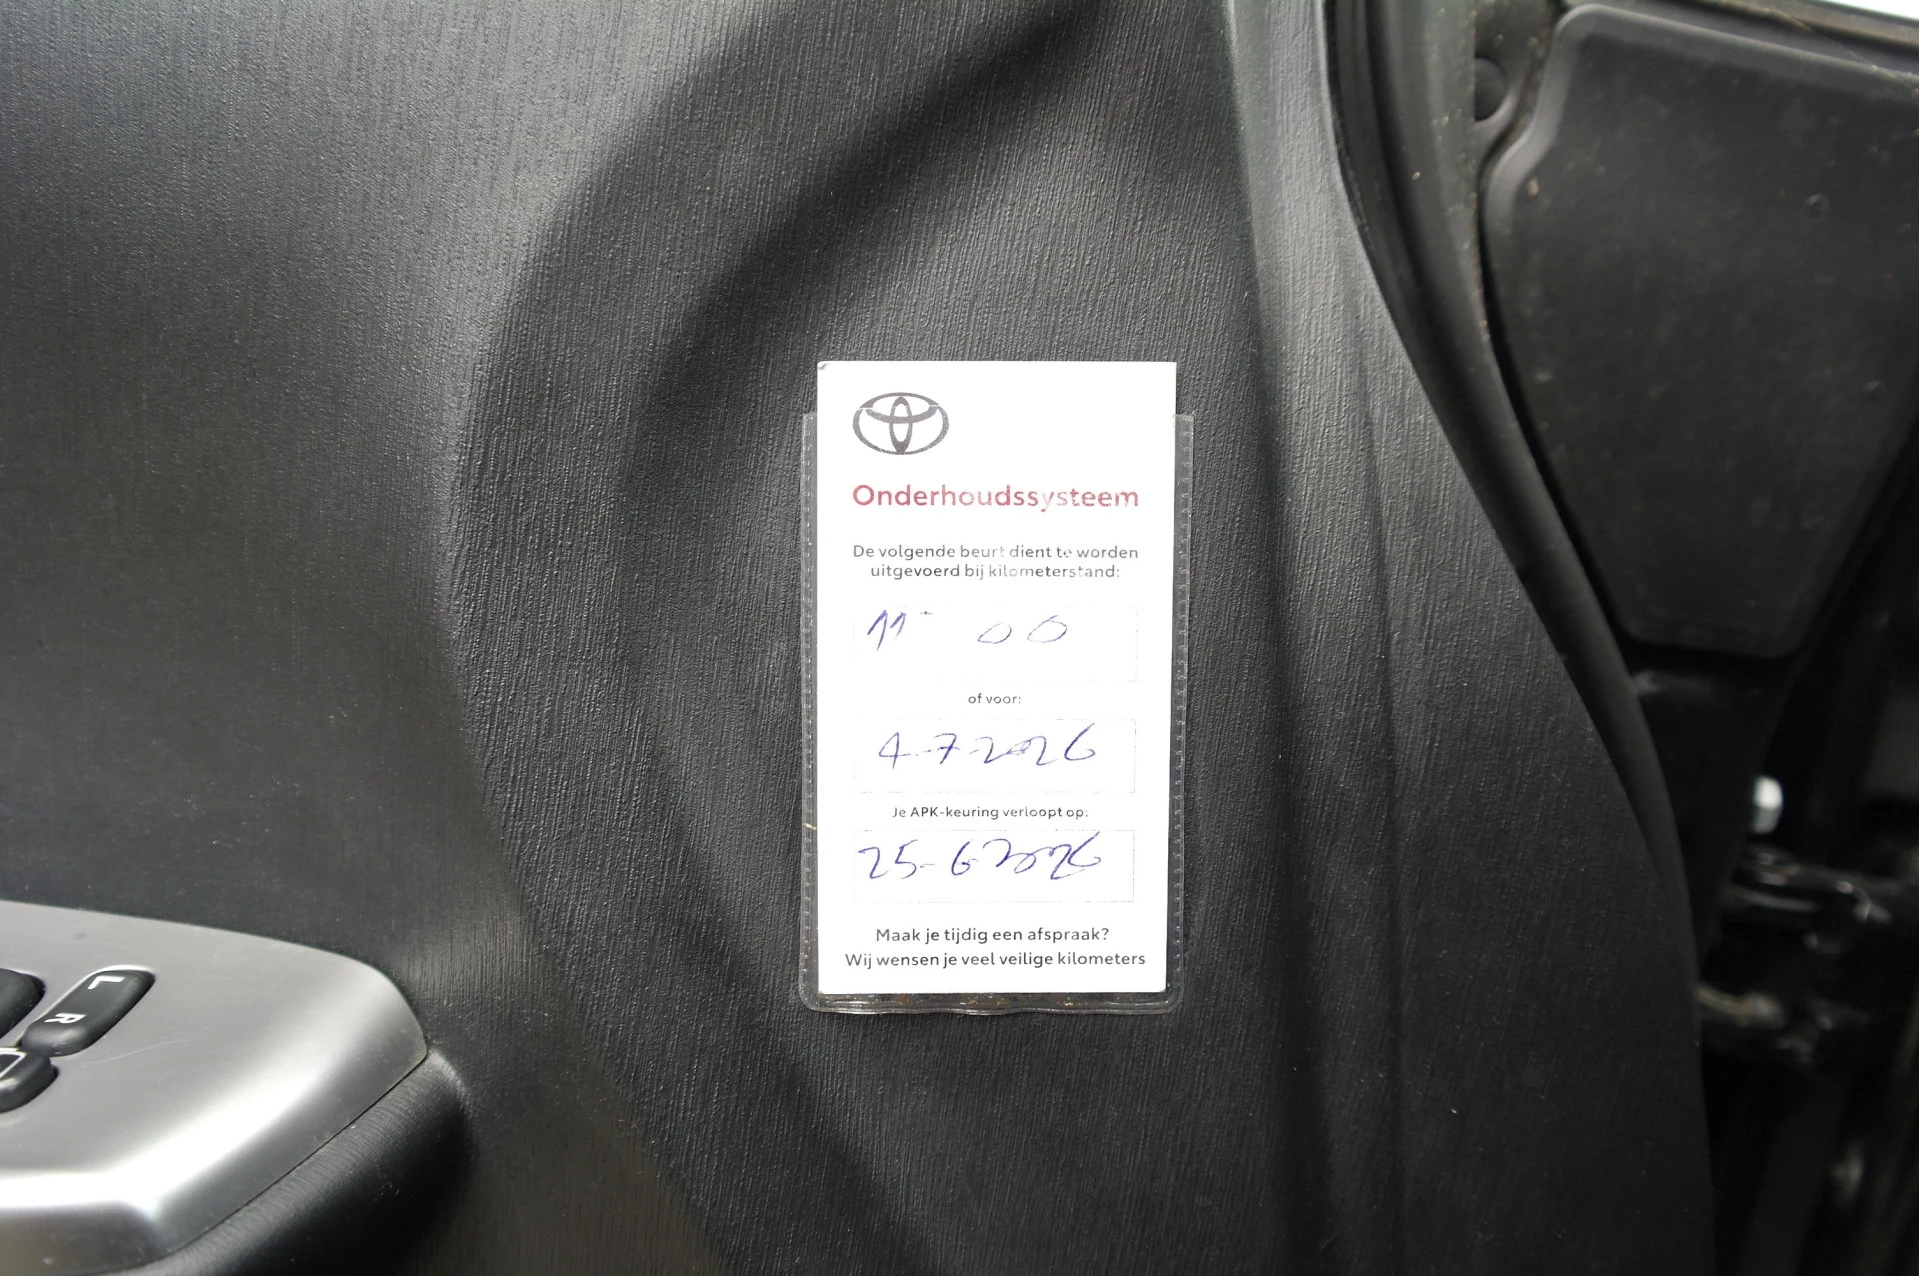 Onderhoudssysteem
De volgende beurt dient te worden
uitgevoerd bij kilometerstand:
of voor:
4-7-2026
Je APK-keuring verloopt op:
25-6-2026
Maak je tijdig een afspraak?
Wij wensen je veel veilige kilometers
L
R